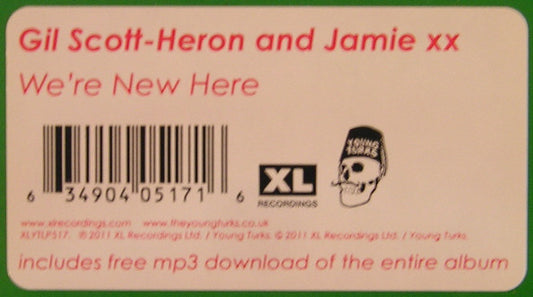 Gil Scott-Heron and Jamie xx
We're New Here
YOUNG
TURKS
XL
RECORDINGS
6 34904 05171 6
www.xlrecordings.com www.theyoungturks.co.uk
XLYTLP517. ℗ 2011 XL Recordings Ltd. / Young Turks. © 2011 XL Recordings Ltd. / Young Turks.
includes free mp3 download of the entire album